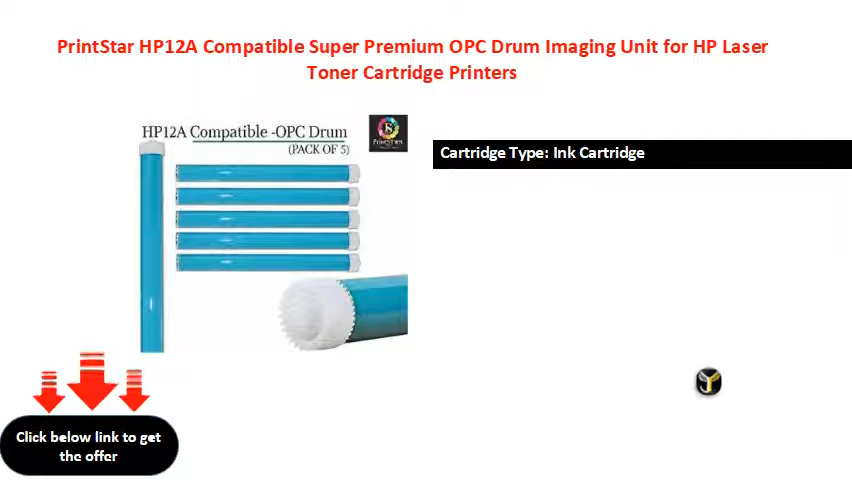 PrintStar HP12A Compatible Super Premium OPC Drum Imaging Unit for HP Laser
Toner Cartridge Printers
HP12A Compatible -OPC Drum
(PACK OF 5)
PRINTSTAR
Cartridge Type: Ink Cartridge
Click below link to get
the offer